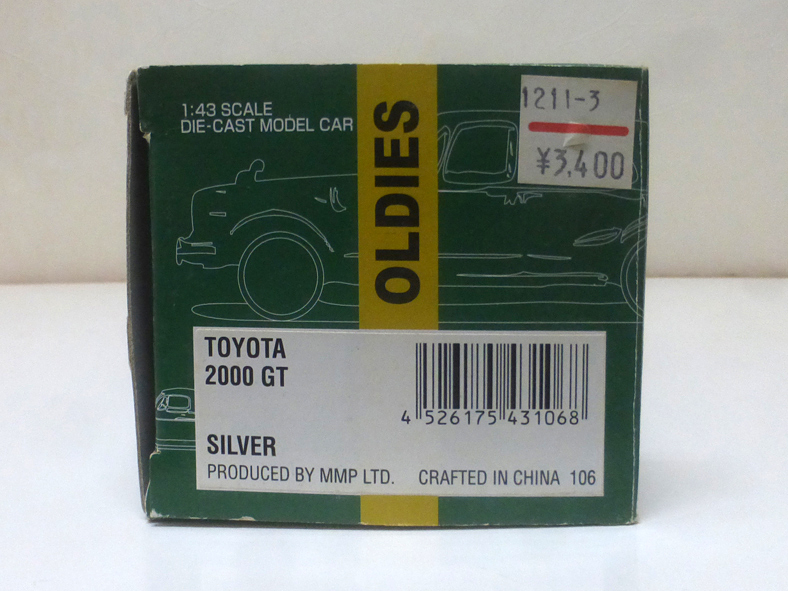 1:43 SCALE
DIE-CAST MODEL CAR
OLDIES
1211-3
¥3,400
TOYOTA
2000 GT
4 526175 431068
SILVER
PRODUCED BY MMP LTD. CRAFTED IN CHINA 106